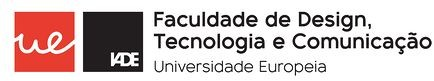 ue
IADE
Faculdade de Design,
Tecnologia e Comunicação
Universidade Europeia